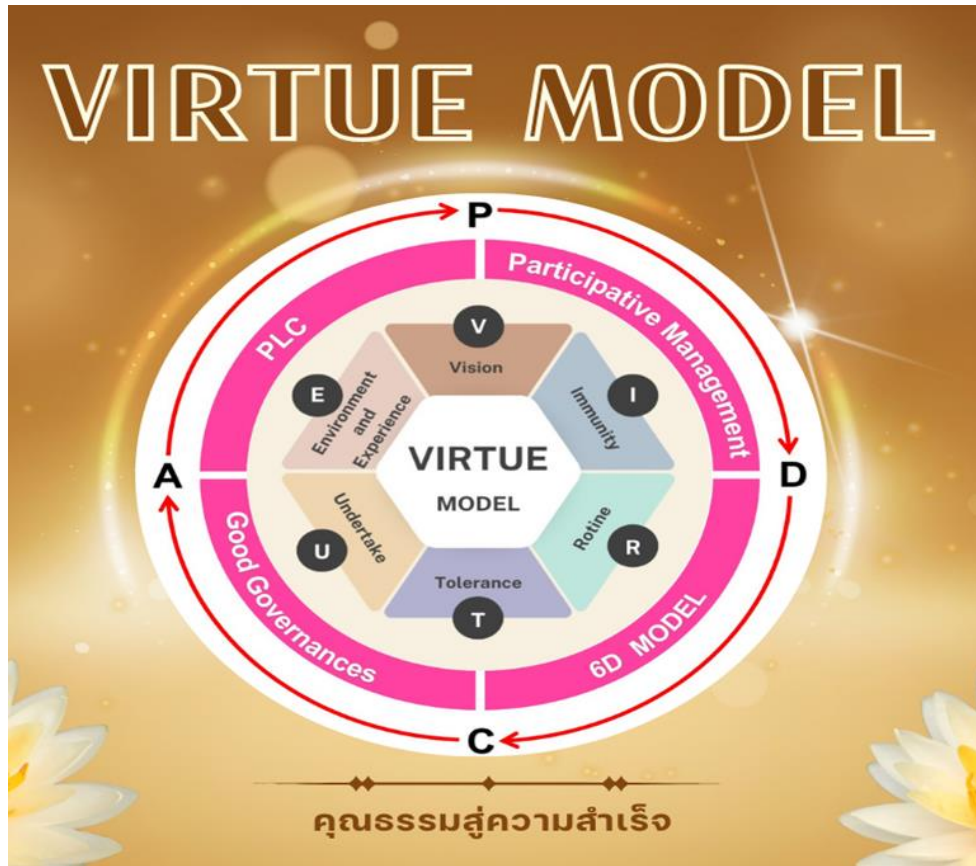 VIRTUE MODEL
P
Participative Management
D
6D MODEL
C
Good Governances
A
PLC
V
Vision
I
Immunity
R
Rotine
T
Tolerance
U
Undertake
E
Environment
and
Experience
VIRTUE
MODEL
คุณธรรมสู่ความสำเร็จ